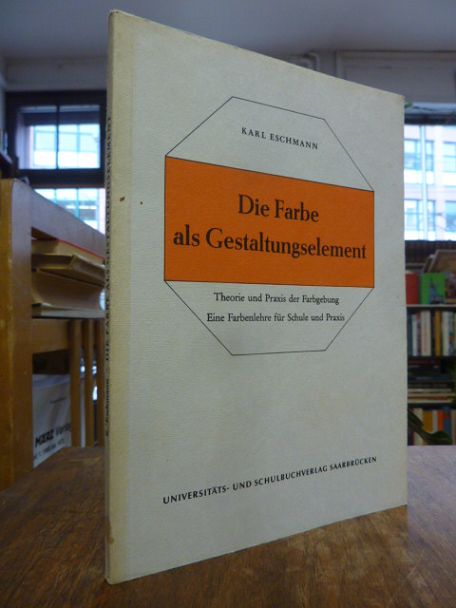 KARL ESCHMANN
Die Farbe
als Gestaltungselement
Theorie und Praxis der Farbgebung
Eine Farbenlehre für Schule und Praxis
UNIVERSITÄTS- UND SCHULBUCHVERLAG SAARBRÜCKEN
MÄRZ